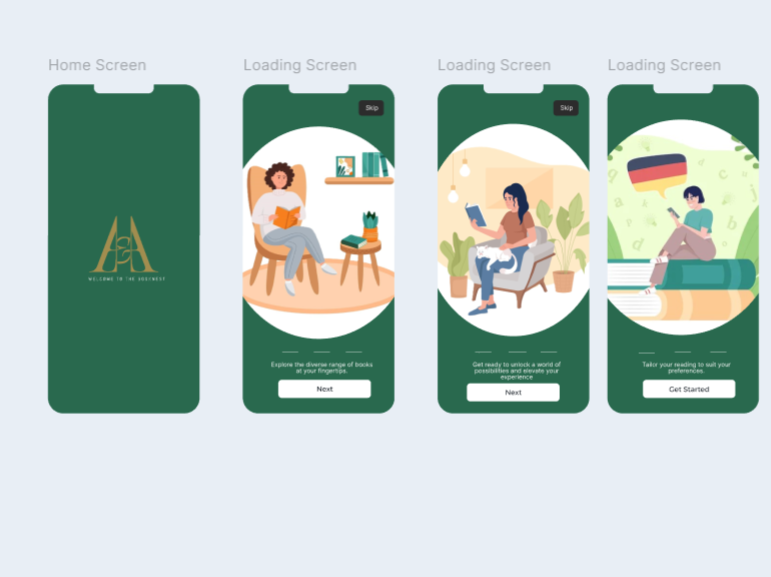 Home Screen
Loading Screen
Loading Screen
Loading Screen
A&A
WELCOME TO THE
Skip
Explore the diverse range of books
at your fingertips.
Next
Skip
Get ready to unlock a world of
possibilities and elevate your
experience
Next
Tailor your reading to suit your
preferences.
Get Started